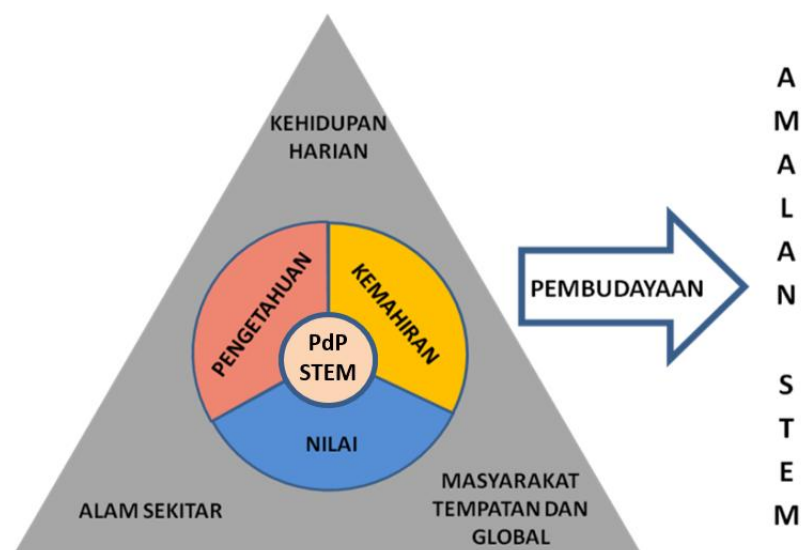 KEHIDUPAN
HARIAN
PENGETAHUAN
KEMAHIRAN
PdP
STEM
NILAI
ALAM SEKITAR
MASYARAKAT
TEMPATAN DAN
GLOBAL
PEMBUDAYAAN
A
M
A
L
A
N
S
T
E
M